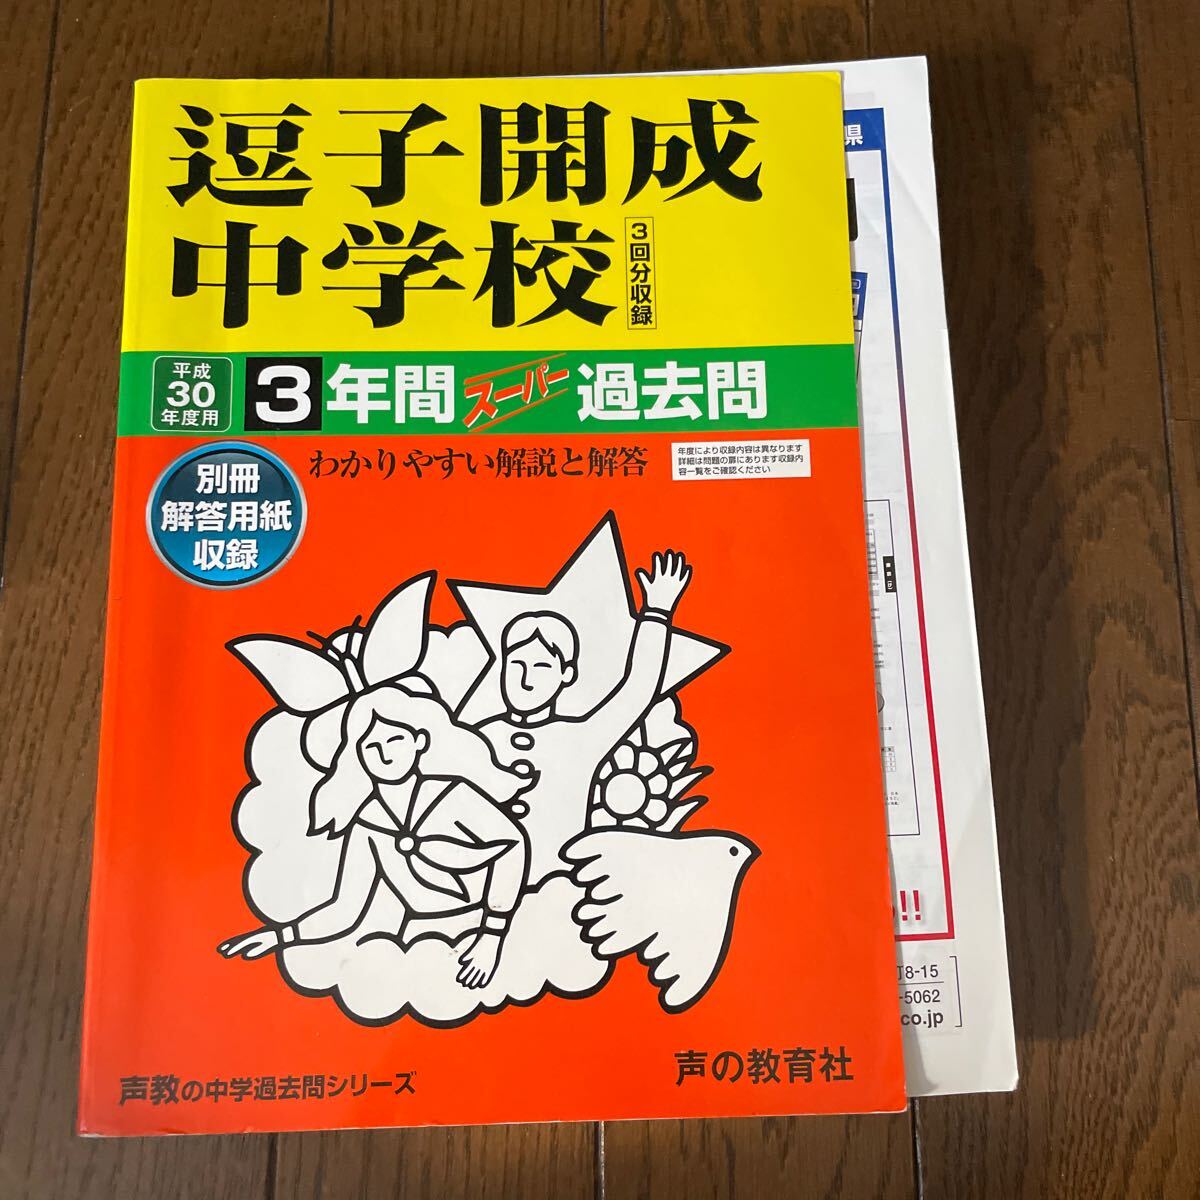 逗子開成
中学校
3回分収録
平成
30
年度用
3年間スーパー過去問
別冊
解答用紙
収録
わかりやすい解説と解答
年度により収録内容は異なります
詳細は問題の扉にあります収録内
容一覧をご確認ください
声教の中学過去問シリーズ
声の教育社
県
!!
8-15
-5062
co.jp